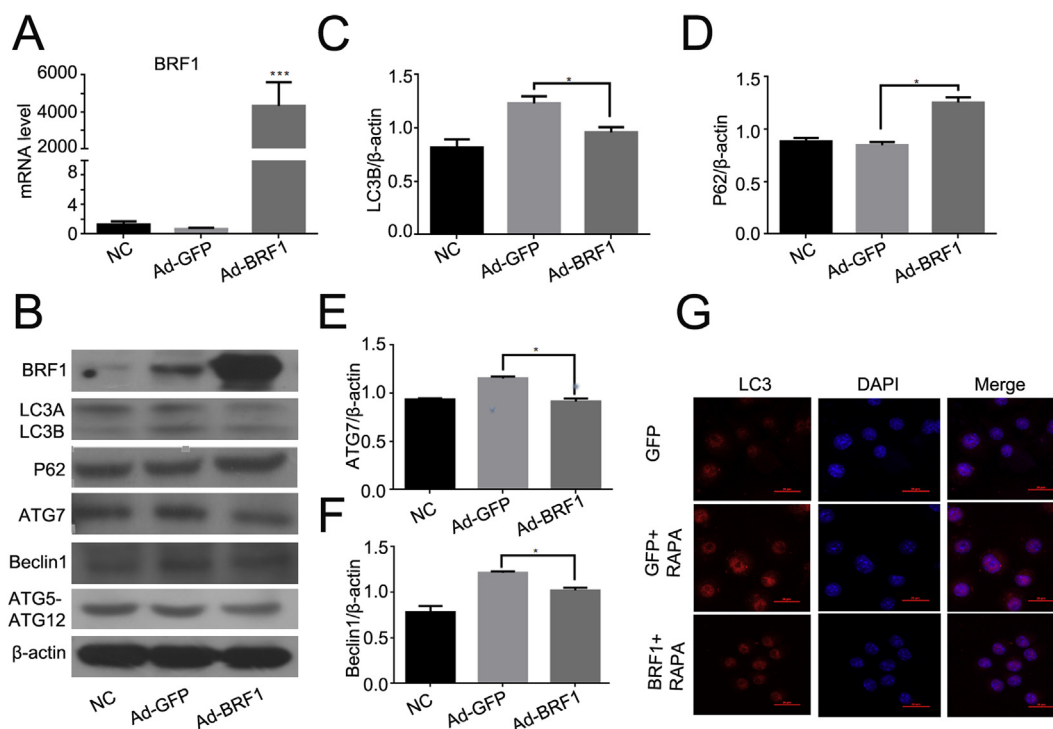 A
BRF1
mRNA level
6000
4000
2000
8
4
2
0
***
NC
Ad-GFP
Ad-BRF1
C
LC3B/β-actin
1.5
1.0
0.5
0.0
*
NC
Ad-GFP
Ad-BRF1
D
P62/β-actin
1.5
1.0
0.5
0.0
*
NC
Ad-GFP
Ad-BRF1
B
BRF1
LC3A
LC3B
P62
ATG7
Beclin1
ATG5-
ATG12
β-actin
NC
Ad-GFP
Ad-BRF1
E
ATG7/β-actin
1.5
1.0
0.5
0.0
*
NC
Ad-GFP
Ad-BRF1
F
Beclin1/β-actin
1.5
1.0
0.5
0.0
*
NC
Ad-GFP
Ad-BRF1
G
LC3
DAPI
Merge
GFP
GFP+
RAPA
BRF1+
RAPA